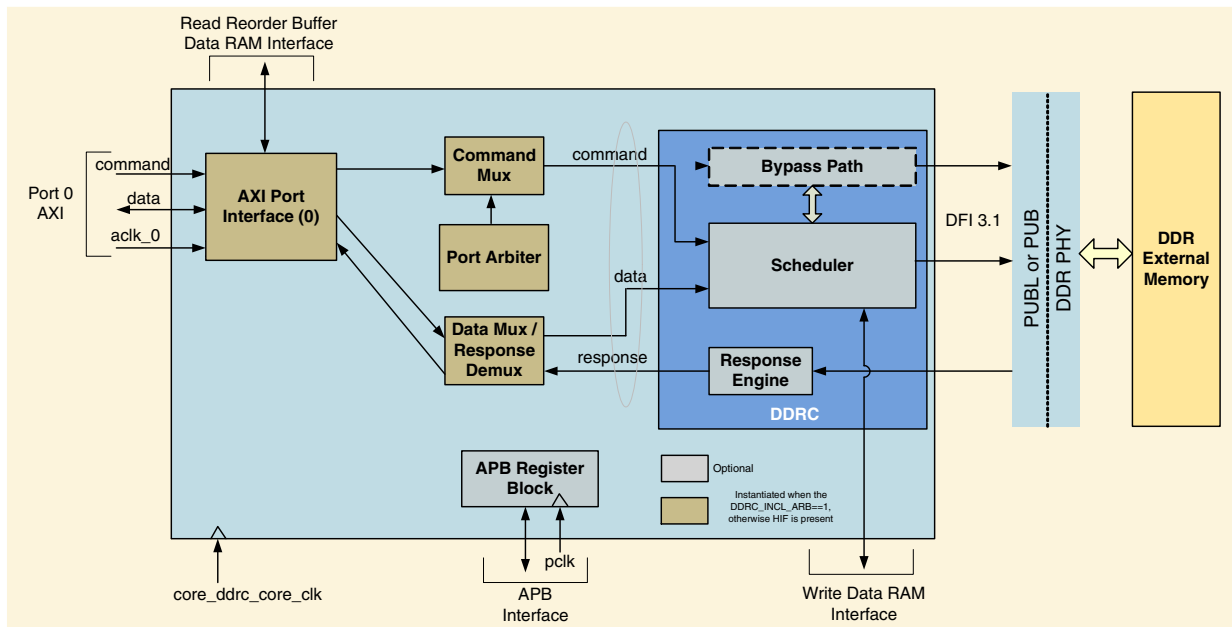 Read Reorder Buffer
Data RAM Interface
Port 0
AXI
command
data
aclk_0
AXI Port
Interface (0)
Command
Mux
Port Arbiter
Data Mux /
Response
Demux
command
data
response
Bypass Path
Scheduler
Response
Engine
DDRC
DFI 3.1
PUBL or PUB
DDR PHY
DDR
External
Memory
APB Register
Block
Optional
Instantiated when the
DDRC_INCL_ARB==1,
otherwise HIF is present
pclk
core_ddrc_core_clk
APB
Interface
Write Data RAM
Interface